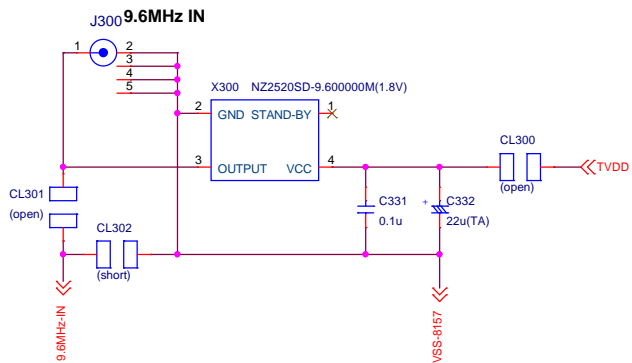 J300 9.6MHz IN
1
2
3
4
5
X300 NZ2520SD-9.600000M(1.8V)
2 GND STAND-BY 1
3 OUTPUT VCC 4
CL300
(open)
TVDD
CL301
(open)
C331
0.1u
+ C332
22u(TA)
CL302
(short)
9.6MHz-IN
VSS-8157